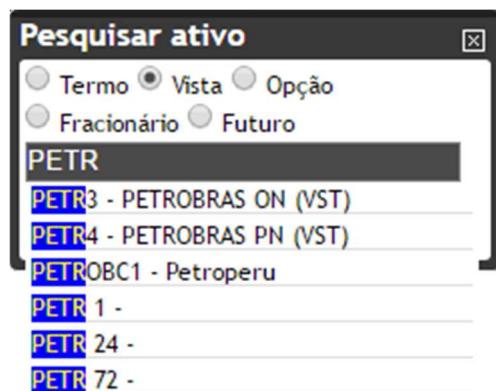 Pesquisar ativo
Termo Vista Opção
Fracionário Futuro
PETR
PETR3 - PETROBRAS ON (VST)
PETR4 - PETROBRAS PN (VST)
PETROBC1 - Petroperu
PETR 1 -
PETR 24 -
PETR 72 -